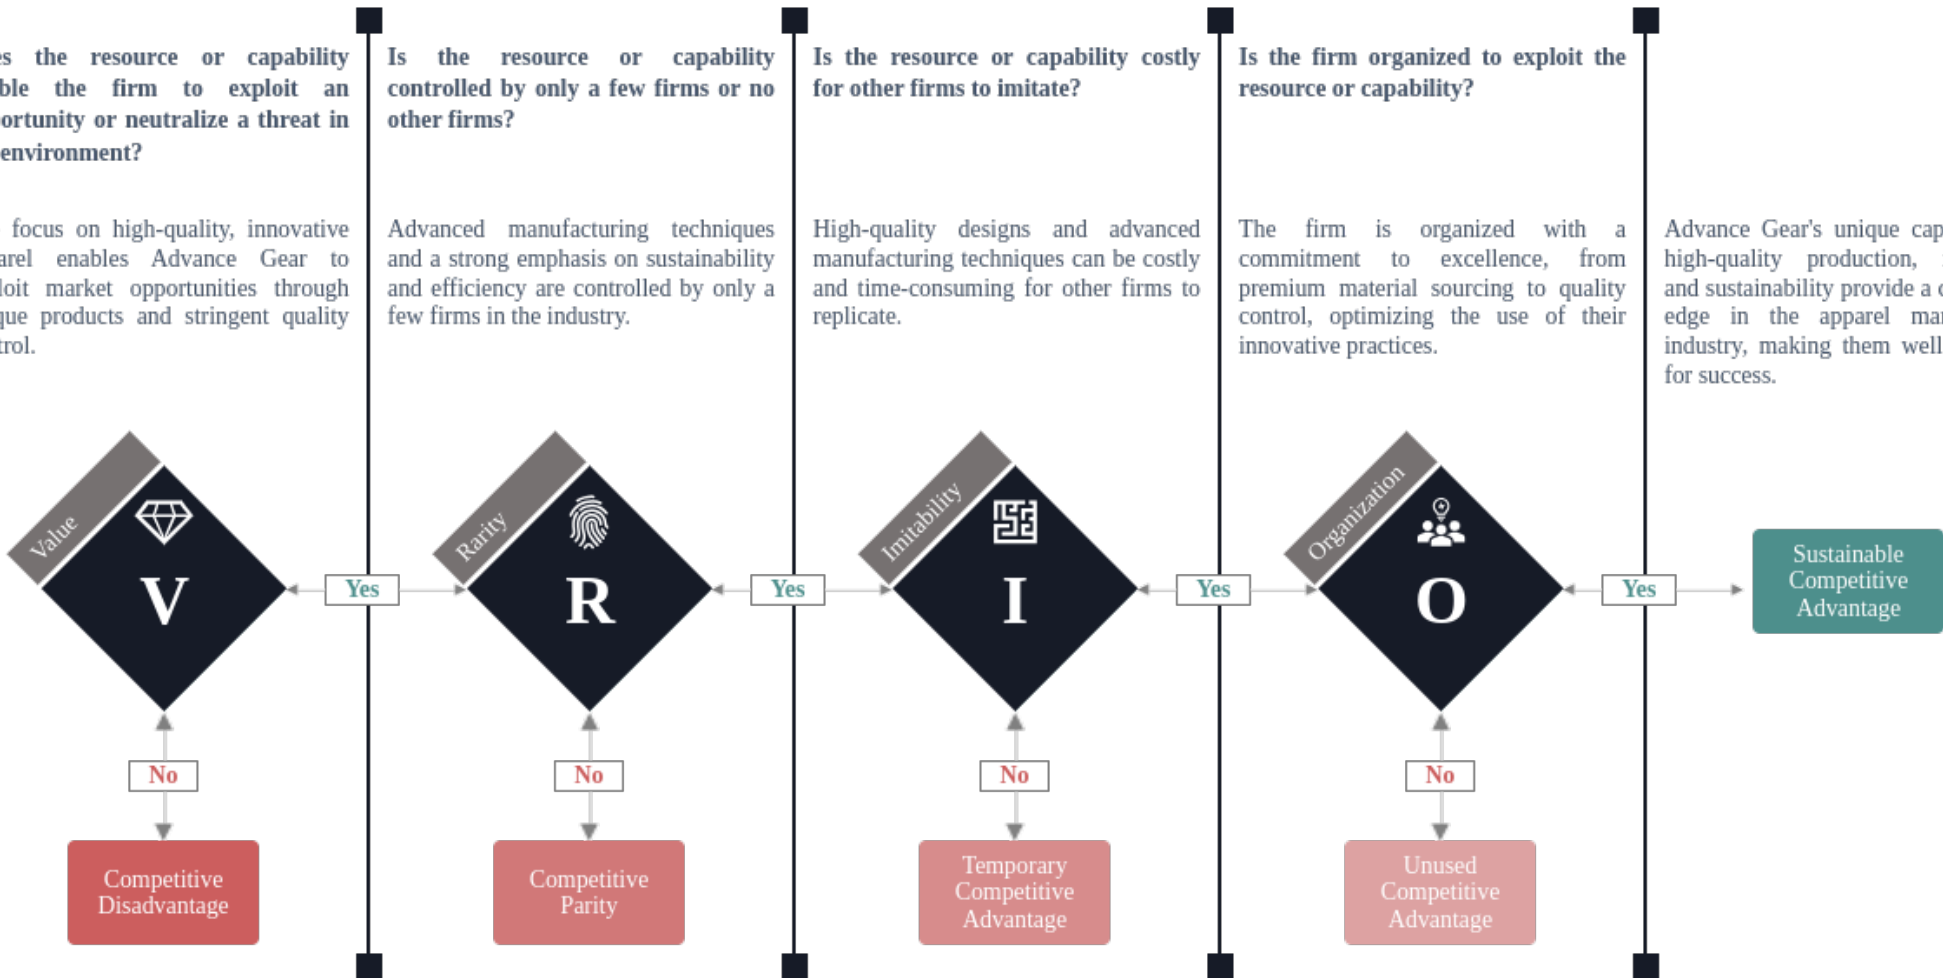 es the resource or capability
ble the firm to exploit an
ortunity or neutralize a threat in
environment?
focus on high-quality, innovative
arel enables Advance Gear to
loit market opportunities through
que products and stringent quality
trol.
Value
V
Yes
No
Competitive
Disadvantage
Is the resource or capability
controlled by only a few firms or no
other firms?
Advanced manufacturing techniques
and a strong emphasis on sustainability
and efficiency are controlled by only a
few firms in the industry.
Rarity
R
Yes
No
Competitive
Parity
Is the resource or capability costly
for other firms to imitate?
High-quality designs and advanced
manufacturing techniques can be costly
and time-consuming for other firms to
replicate.
Imitability
I
Yes
No
Temporary
Competitive
Advantage
Is the firm organized to exploit the
resource or capability?
The firm is organized with a
commitment to excellence, from
premium material sourcing to quality
control, optimizing the use of their
innovative practices.
Organization
O
Yes
No
Unused
Competitive
Advantage
Advance Gear's unique cap
high-quality production,
and sustainability provide a
edge in the apparel mar
industry, making them well
for success.
Sustainable
Competitive
Advantage